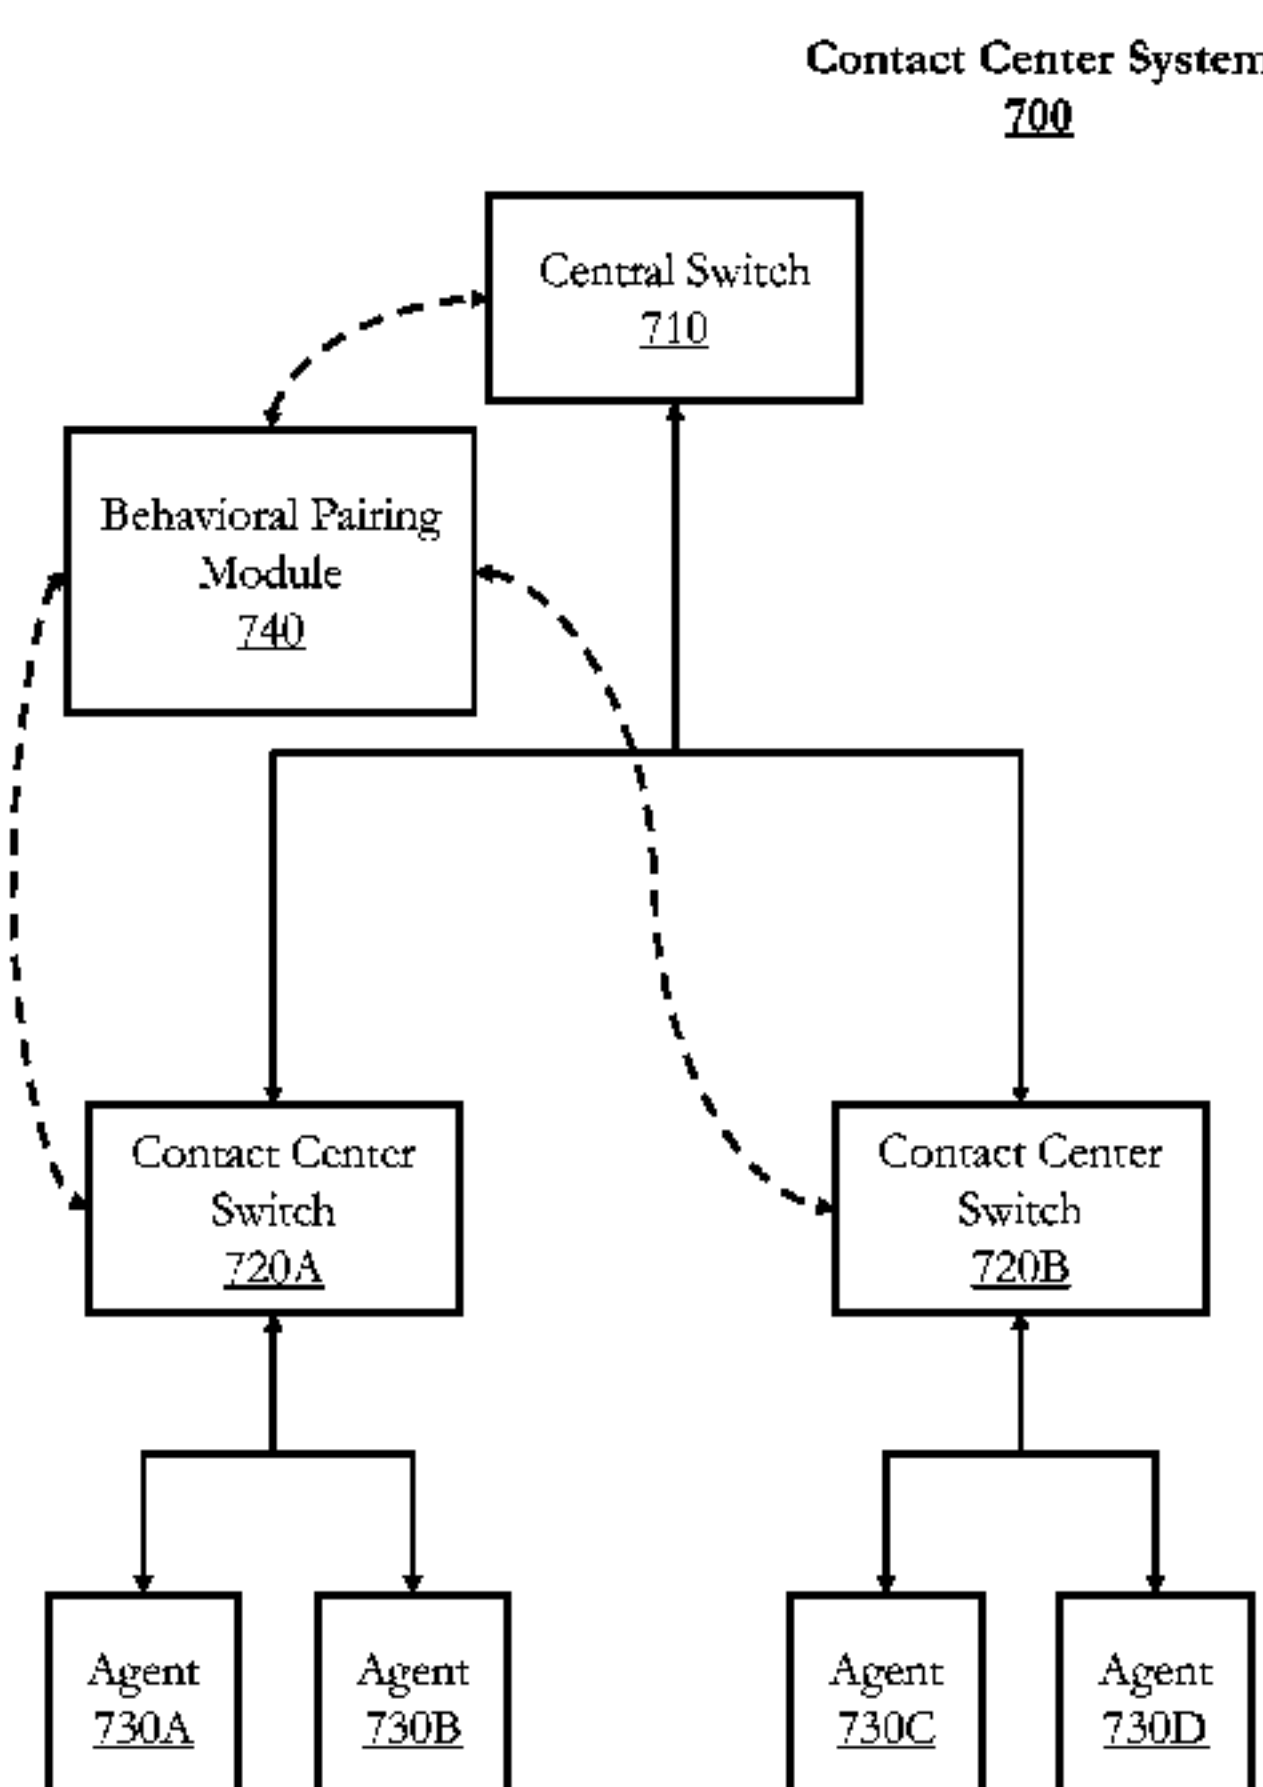 Contact Center System
700
Central Switch
710
Behavioral Pairing
Module
740
Contact Center
Switch
720A
Contact Center
Switch
720B
Agent
730A
Agent
730B
Agent
730C
Agent
730D